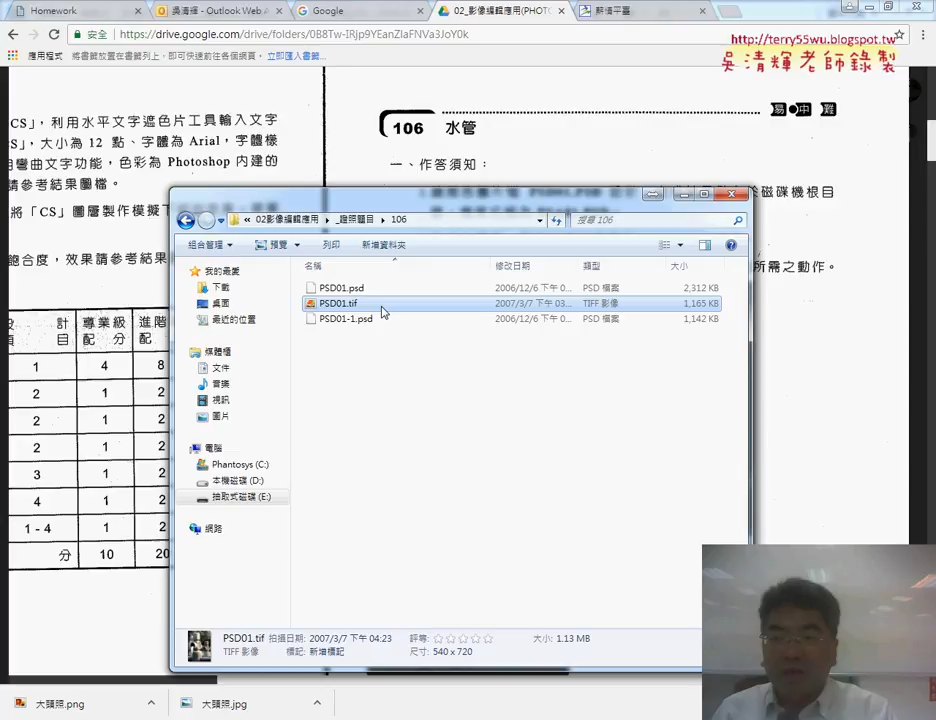 Homework
吳清輝 - Outlook Web A
Google
02_影像編輯應用(PHOT
解清平臺
安全
https://drive.google.com/drive/folders/0B8Tw-IRjp9YEanZlaFNVa3JoY0k
http://terry55wu.blogspot.tw
吳清輝老師錄製
應用程式
將書籤放置在書籤列上，即可快速前往各個網頁。
立即匯入書籤...
CS」，利用水平文字遮色片工具輸入文字
S」，大小為 12 點、字體為 Arial，字體樣
彎曲文字功能，色彩為 Photoshop 內建的
請參考結果圖檔。
將「CS」圖層製作模擬
飽合度，效果請參考結果
106 水管
易 中 難
一、作答須知：
磁碟機根目
所需之動作。
計
目
專業級
配 分
進階
配
1 4 8
2 1 2
2 1 2
2 1 2
3 1 2
4 1 2
1 - 4 1 2
分 10 20
02影像編輯應用
_證照題目
106
搜尋 106
組合管理
預覽
列印
新增資料夾
名稱
修改日期
類型
大小
PSD01.psd 2006/12/6 下午 0... PSD 檔案 2,312 KB
PSD01.tif 2007/3/7 下午 03... TIFF 影像 1,165 KB
PSD01-1.psd 2006/12/6 下午 0... PSD 檔案 1,142 KB
我的最愛
下載
桌面
最近的位置
媒體櫃
文件
音樂
視訊
圖片
電腦
Phantosys (C:)
本機磁碟 (D:)
抽取式磁碟 (E:)
網路
PSD01.tif 拍攝日期: 2007/3/7 下午 04:23 評等: 大小: 1.13 MB
TIFF 影像 標記: 新增標記 尺寸: 540 x 720
大頭照.png
大頭照.jpg